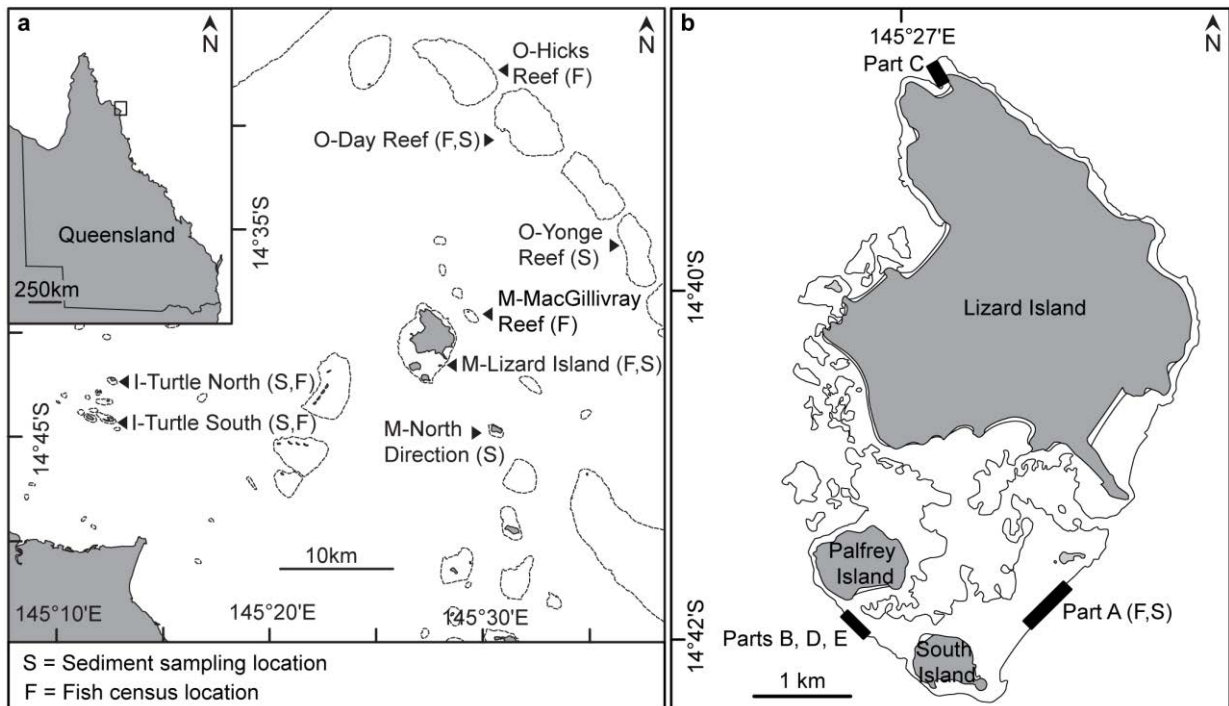 a
N
O-Hicks
Reef (F)
O-Day Reef (F,S)
Queensland
250km
14°35'S
O-Yonge
Reef (S)
M-MacGillivray
Reef (F)
M-Lizard Island (F,S)
I-Turtle North (S,F)
I-Turtle South (S,F)
M-North
Direction (S)
14°40'S
14°45'S
10km
145°10'E
145°20'E
145°30'E
S = Sediment sampling location
F = Fish census location
b
145°27'E
N
Part C
Lizard Island
Palfrey
Island
Part A (F,S)
Parts B, D, E
South
Island
14°42'S
1 km